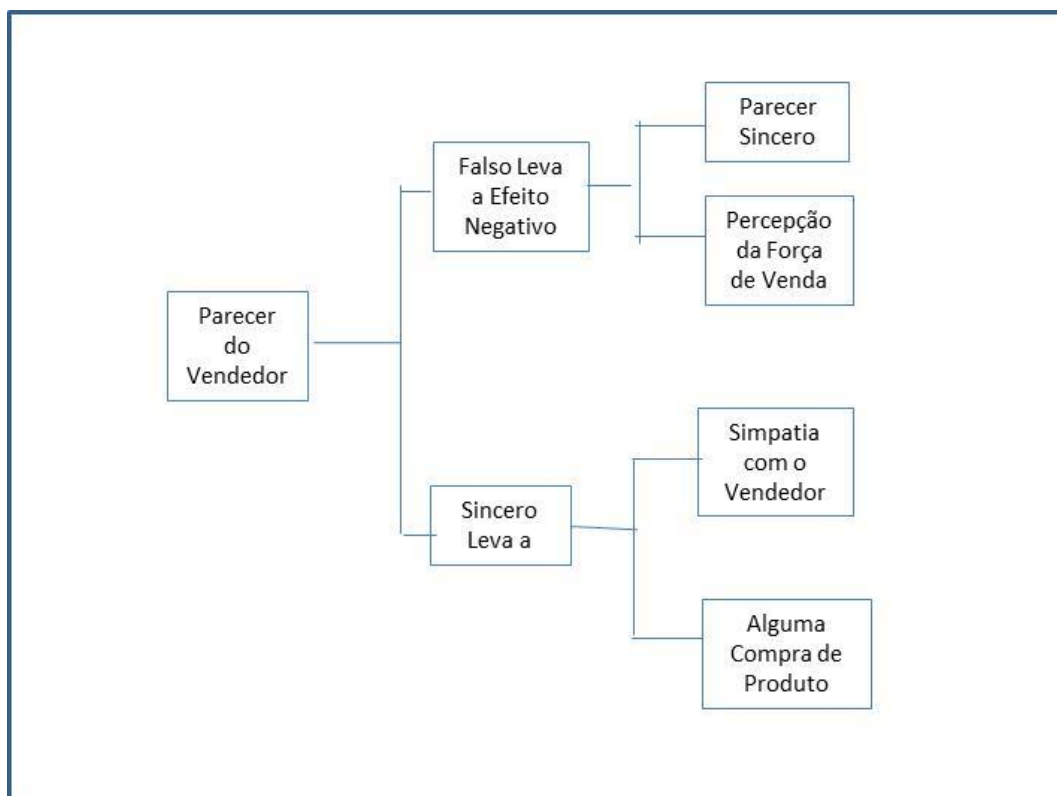 Parecer
Sincero
Falso Leva
a Efeito
Negativo
Percepção
da Força
de Venda
Parecer
do
Vendedor
Simpatia
com o
Vendedor
Sincero
Leva a
Alguma
Compra de
Produto